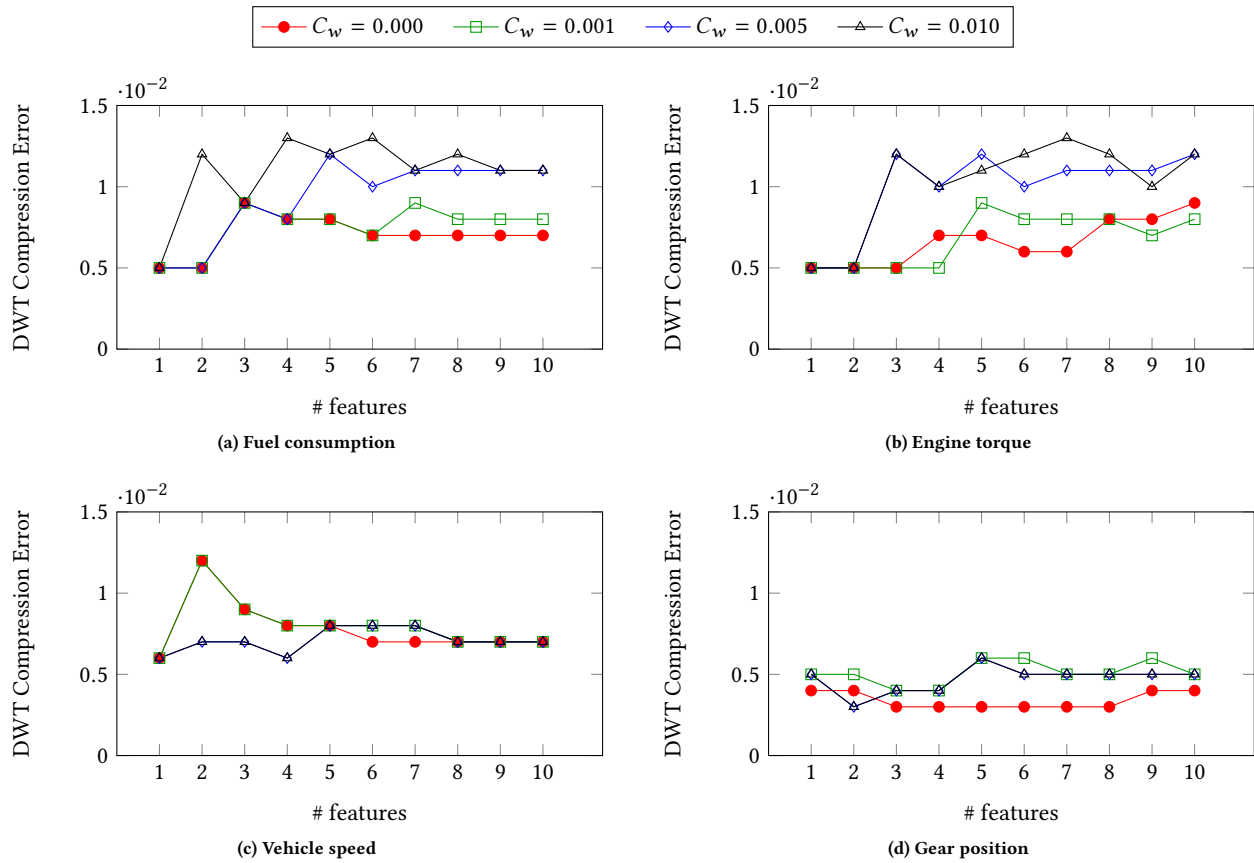 C_w = 0.000 C_w = 0.001 C_w = 0.005 C_w = 0.010
·10⁻²
1.5
1
0.5
0
DWT Compression Error
1 2 3 4 5 6 7 8 9 10
# features
(a) Fuel consumption
·10⁻²
1.5
1
0.5
0
DWT Compression Error
1 2 3 4 5 6 7 8 9 10
# features
(b) Engine torque
·10⁻²
1.5
1
0.5
0
DWT Compression Error
1 2 3 4 5 6 7 8 9 10
# features
(c) Vehicle speed
·10⁻²
1.5
1
0.5
0
DWT Compression Error
1 2 3 4 5 6 7 8 9 10
# features
(d) Gear position